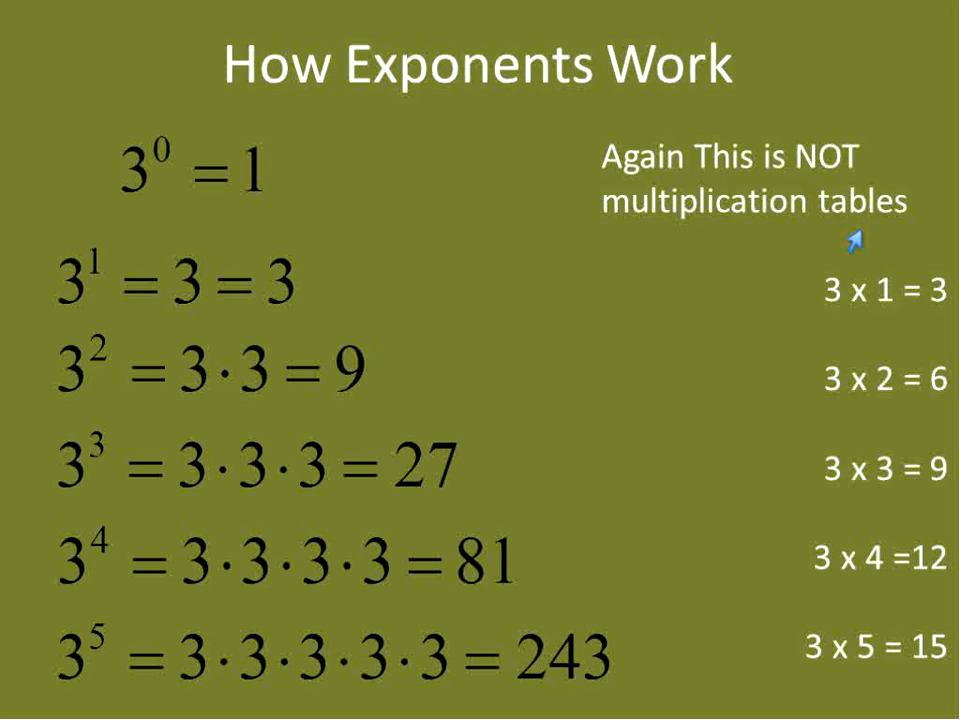 How Exponents Work
3⁰ = 1
Again This is NOT
multiplication tables
3¹ = 3 = 3
3 x 1 = 3
3² = 3 · 3 = 9
3 x 2 = 6
3³ = 3 · 3 · 3 = 27
3 x 3 = 9
3⁴ = 3 · 3 · 3 · 3 = 81
3 x 4 =12
3⁵ = 3 · 3 · 3 · 3 · 3 = 243
3 x 5 = 15